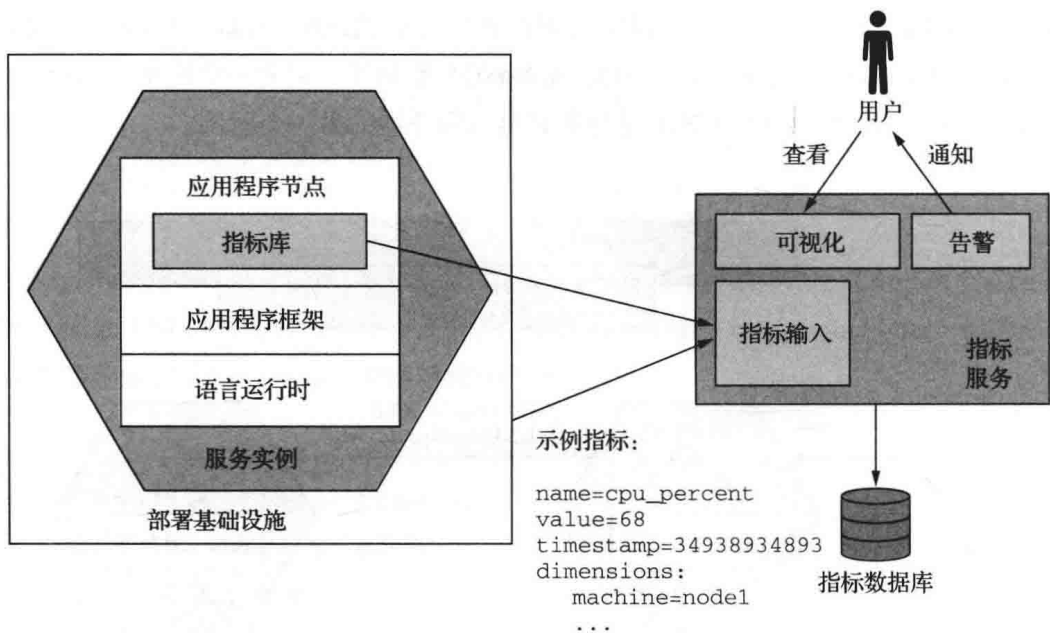 用户
查看
通知
应用程序节点
指标库
应用程序框架
语言运行时
服务实例
部署基础设施
可视化
告警
指标输入
指标
服务
示例指标：
name=cpu_percent
value=68
timestamp=34938934893
dimensions:
machine=node1
...
指标数据库